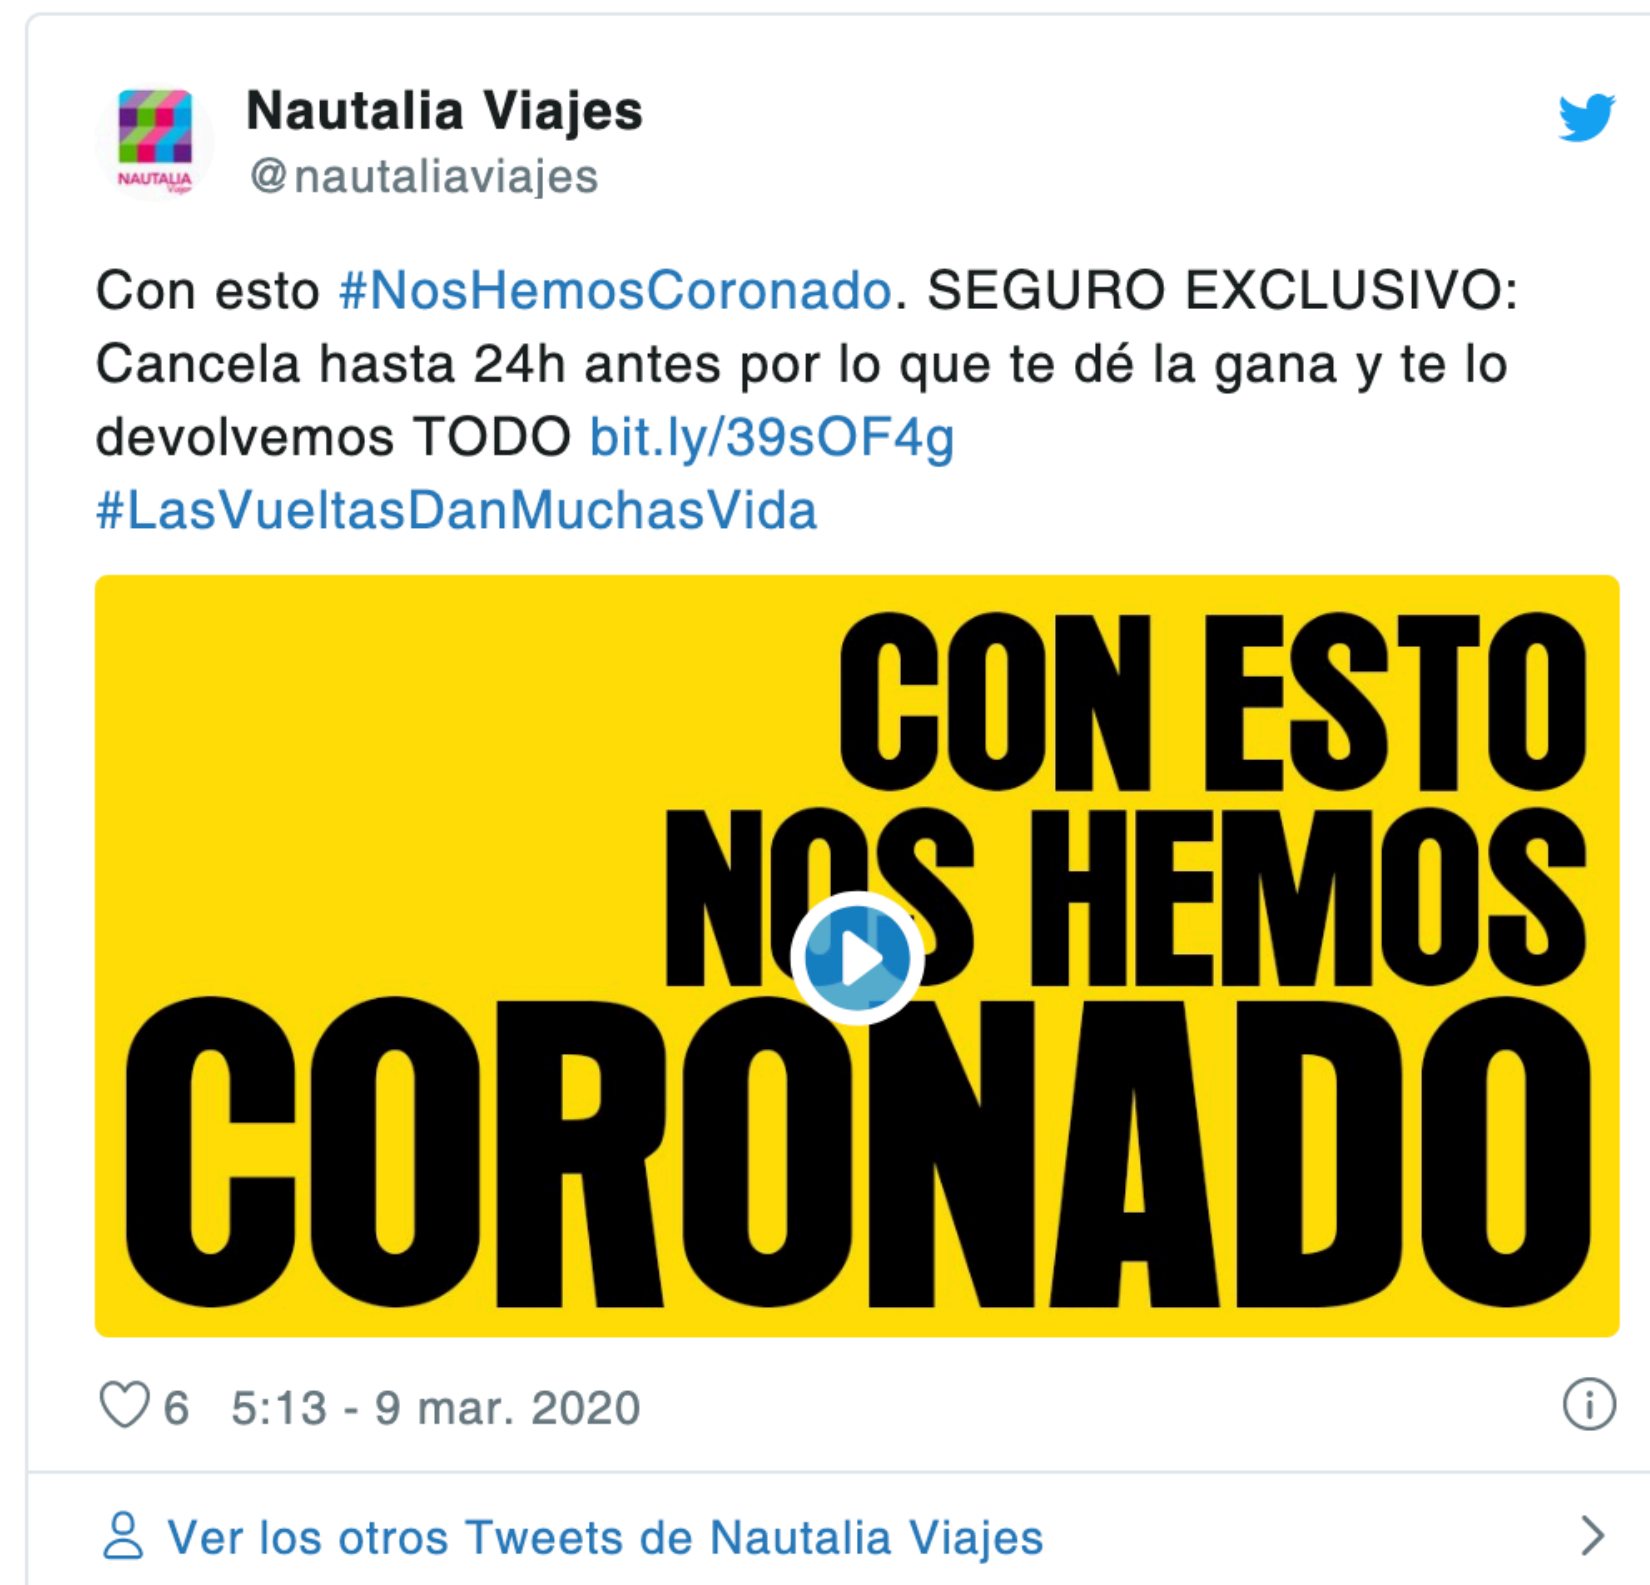 Nautalia Viajes
@nautaliaviajes
NAUTALIA
Viajes
Con esto #NosHemosCoronado. SEGURO EXCLUSIVO:
Cancela hasta 24h antes por lo que te dé la gana y te lo
devolvemos TODO bit.ly/39sOF4g
#LasVueltasDanMuchasVida
CON ESTO
NOS HEMOS
CORONADO
6 5:13 - 9 mar. 2020
Ver los otros Tweets de Nautalia Viajes